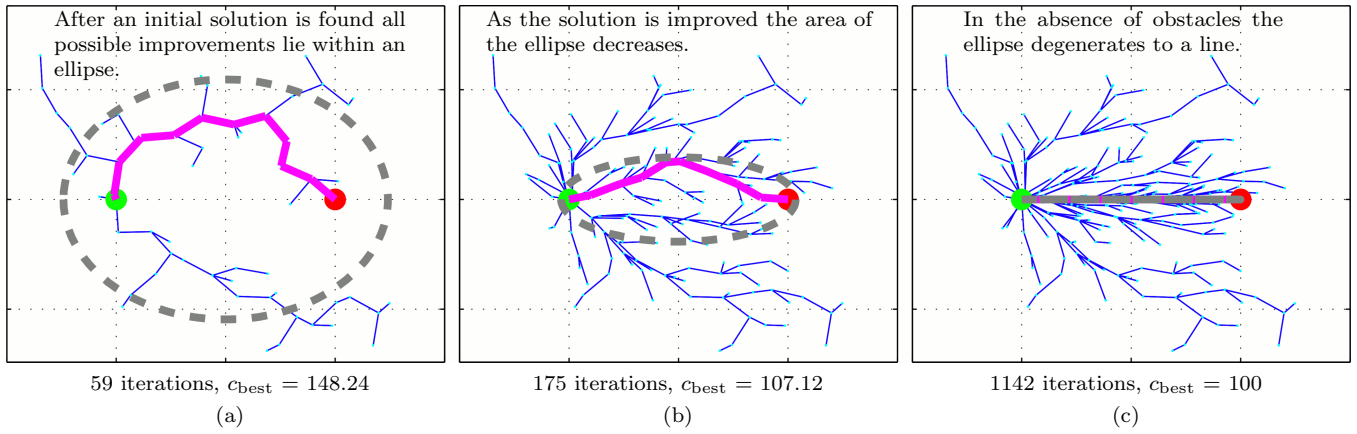 After an initial solution is found all
possible improvements lie within an
ellipse.
59 iterations, c_best = 148.24
(a)
As the solution is improved the area of
the ellipse decreases.
175 iterations, c_best = 107.12
(b)
In the absence of obstacles the
ellipse degenerates to a line.
1142 iterations, c_best = 100
(c)